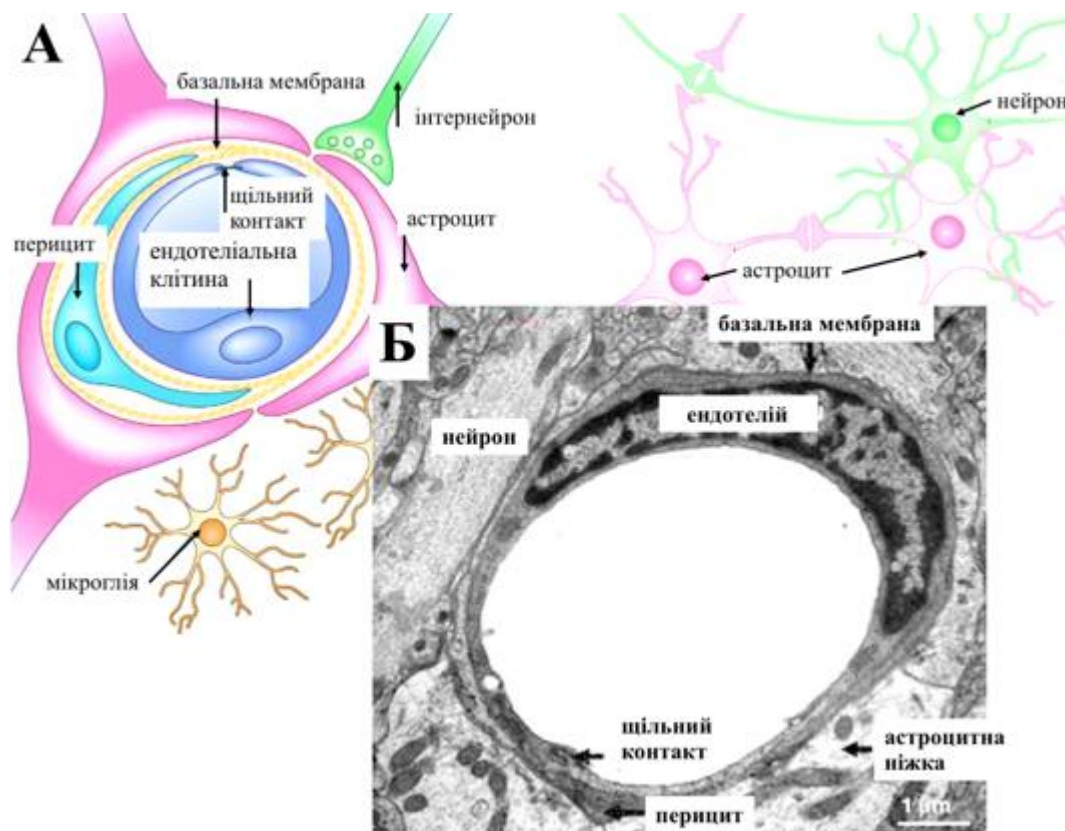 А
базальна мембрана
інтернейрон
нейрон
щільний
контакт
астроцит
перицит
ендотеліальна
клітина
астроцит
мікроглія
Б
базальна мембрана
ендотелій
нейрон
щільний
контакт
астроцитна
ніжка
перицит
1 µm